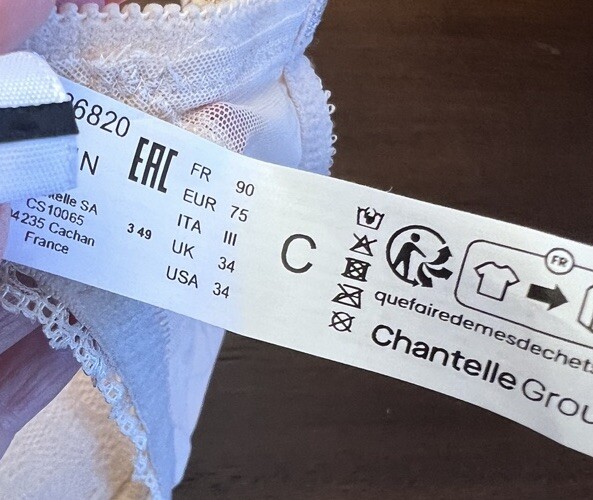 6820
N
EAC
FR 90
EUR 75
ITA III
UK 34
USA 34
SA
CS10065
4235 Cachan
France
3 49
C
FR
quefairedemesdechets
Chantelle Grou